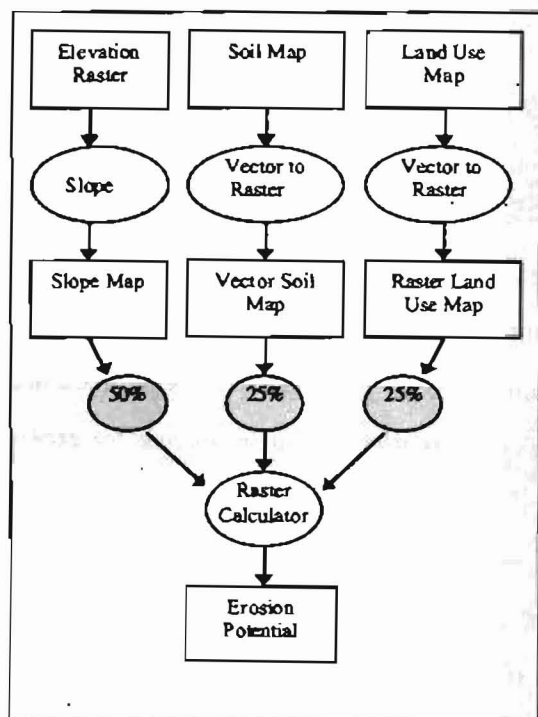 Elevation
Raster
Soil Map
Land Use
Map
Slope
Vector to
Raster
Vector to
Raster
Slope Map
Vector Soil
Map
Raster Land
Use Map
50%
25%
25%
Raster
Calculator
Erosion
Potential